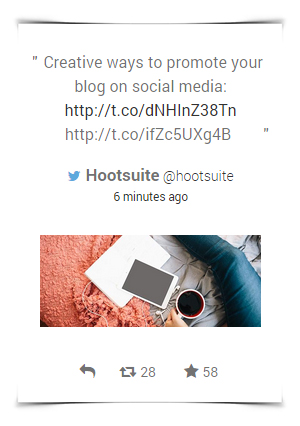 " Creative ways to promote your
blog on social media:
http://t.co/dNHInZ38Tn
http://t.co/ifZc5UXg4B "
Hootsuite @hootsuite
6 minutes ago
28 58